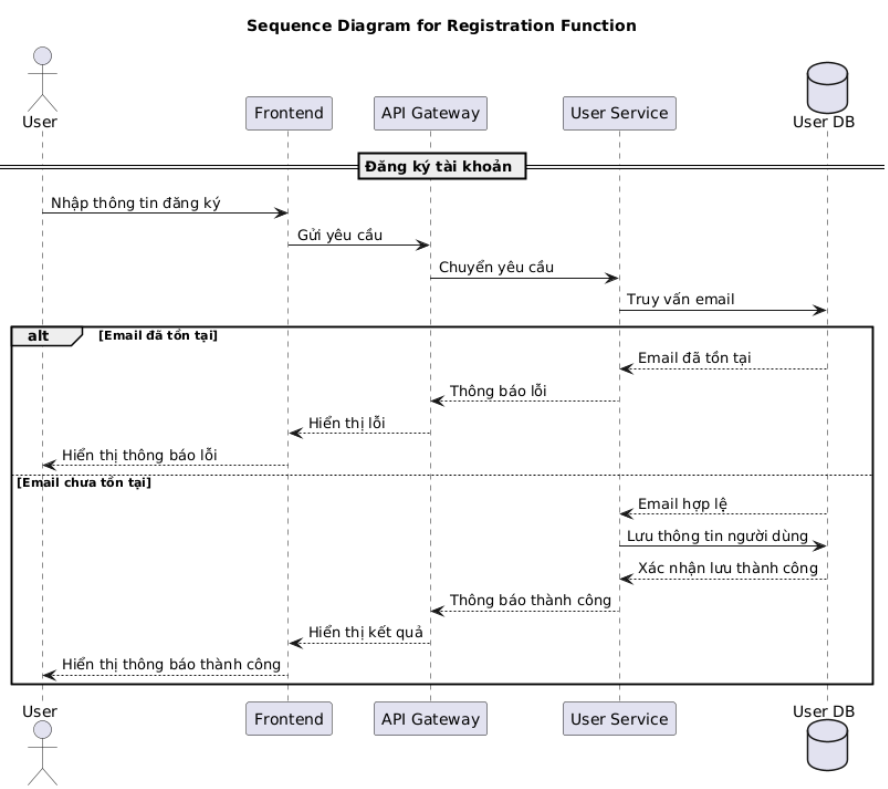 Sequence Diagram for Registration Function
User
Frontend
API Gateway
User Service
User DB
Đăng ký tài khoản
Nhập thông tin đăng ký
Gửi yêu cầu
Chuyển yêu cầu
Truy vấn email
alt [Email đã tồn tại]
Email đã tồn tại
Thông báo lỗi
Hiển thị lỗi
Hiển thị thông báo lỗi
[Email chưa tồn tại]
Email hợp lệ
Lưu thông tin người dùng
Xác nhận lưu thành công
Thông báo thành công
Hiển thị kết quả
Hiển thị thông báo thành công
User
Frontend
API Gateway
User Service
User DB